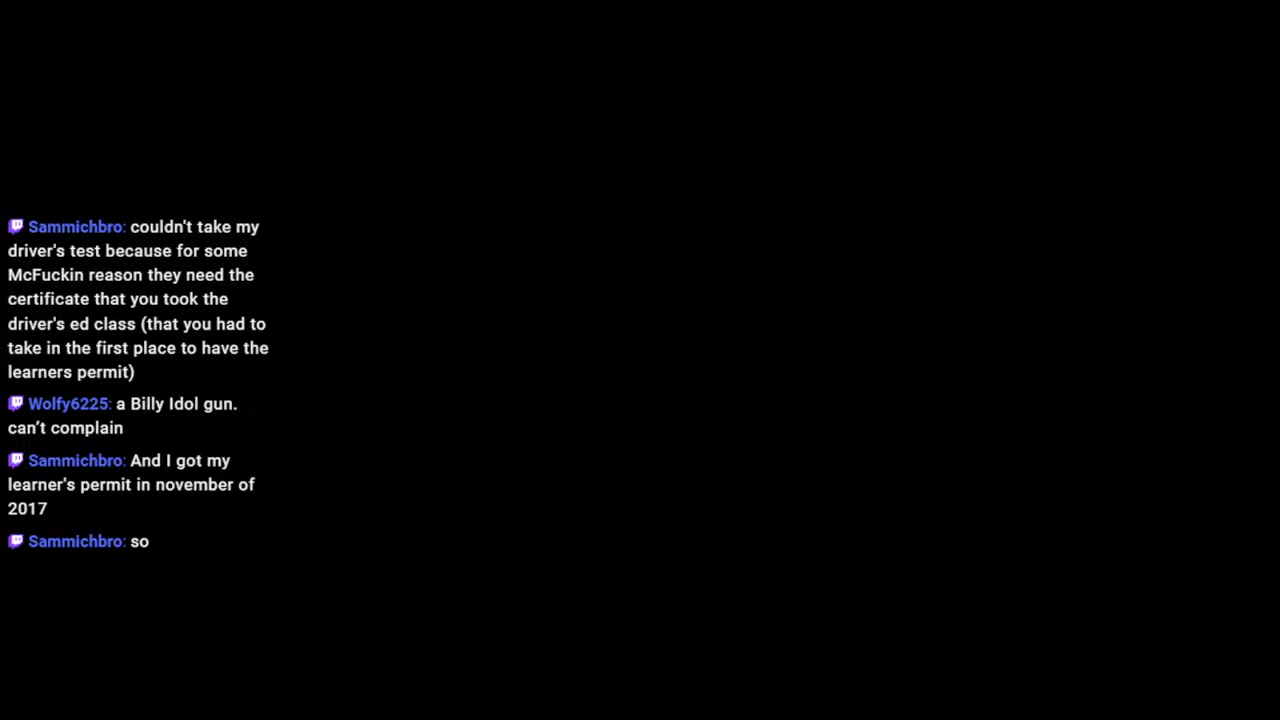 Sammichbro: couldn't take my
driver's test because for some
McFuckin reason they need the
certificate that you took the
driver's ed class (that you had to
take in the first place to have the
learners permit)
Wolfy6225: a Billy Idol gun.
can’t complain
Sammichbro: And I got my
learner's permit in november of
2017
Sammichbro: so